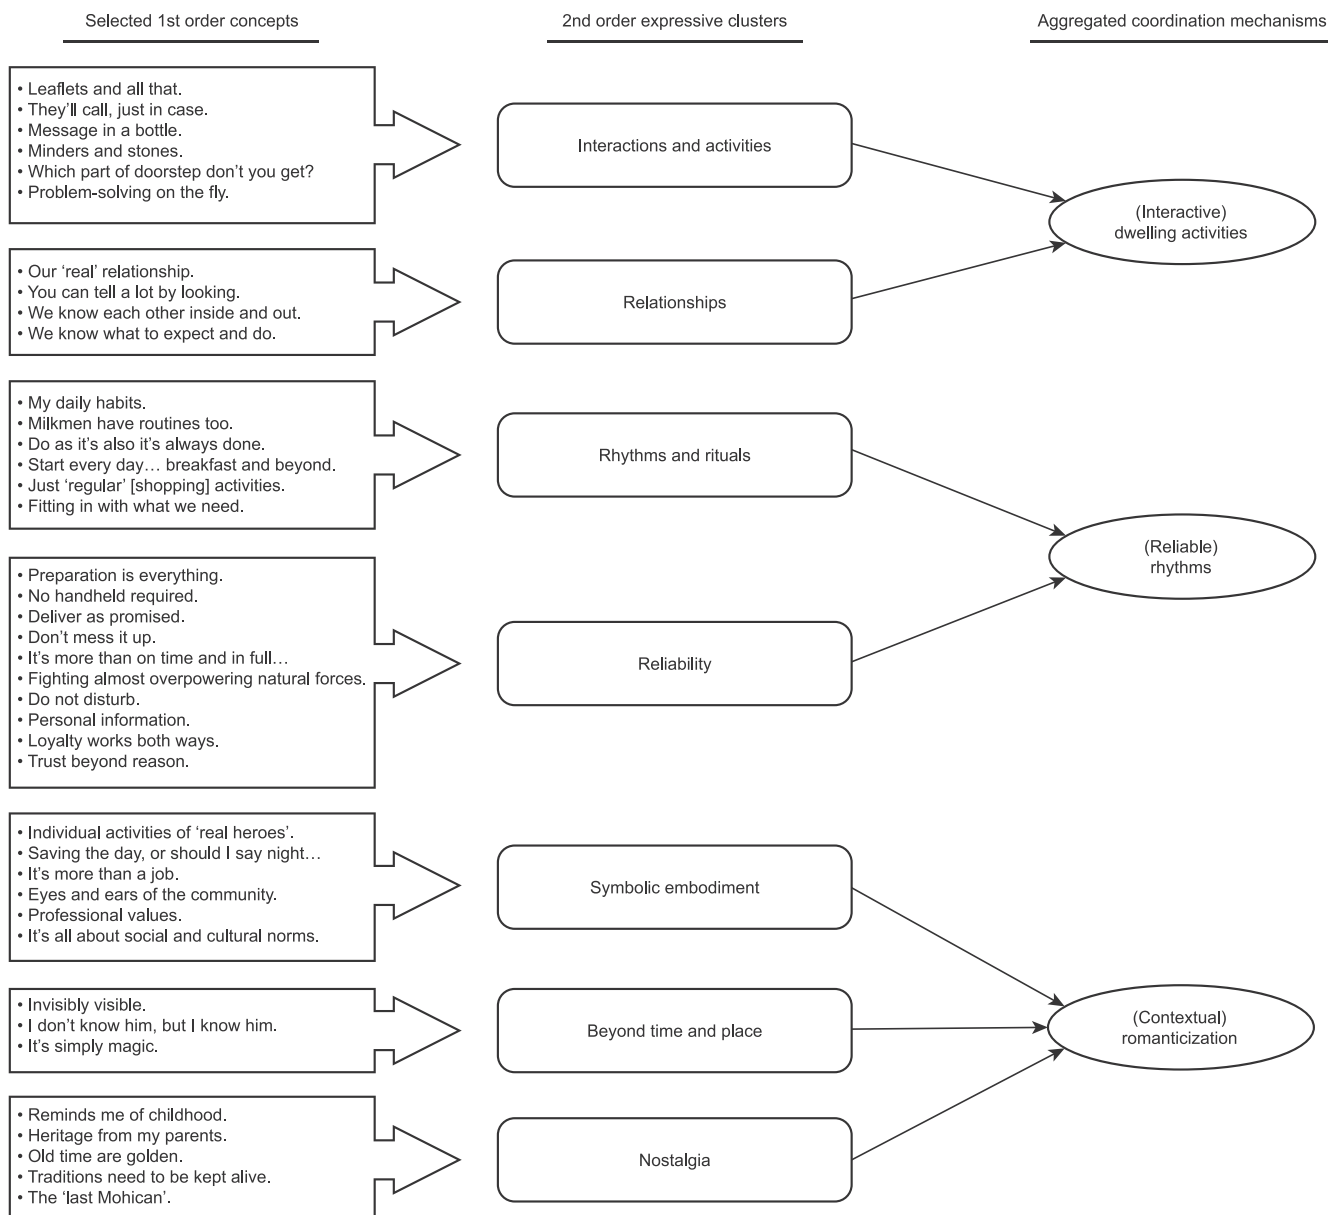 Selected 1st order concepts
2nd order expressive clusters
Aggregated coordination mechanisms
• Leaflets and all that.
• They’ll call, just in case.
• Message in a bottle.
• Minders and stones.
• Which part of doorstep don’t you get?
• Problem-solving on the fly.
Interactions and activities
• Our ‘real’ relationship.
• You can tell a lot by looking.
• We know each other inside and out.
• We know what to expect and do.
Relationships
(Interactive)
dwelling activities
• My daily habits.
• Milkmen have routines too.
• Do as it’s also it’s always done.
• Start every day… breakfast and beyond.
• Just ‘regular’ [shopping] activities.
• Fitting in with what we need.
Rhythms and rituals
• Preparation is everything.
• No handheld required.
• Deliver as promised.
• Don’t mess it up.
• It’s more than on time and in full…
• Fighting almost overpowering natural forces.
• Do not disturb.
• Personal information.
• Loyalty works both ways.
• Trust beyond reason.
Reliability
(Reliable)
rhythms
• Individual activities of ‘real heroes’.
• Saving the day, or should I say night…
• It’s more than a job.
• Eyes and ears of the community.
• Professional values.
• It’s all about social and cultural norms.
Symbolic embodiment
• Invisibly visible.
• I don’t know him, but I know him.
• It’s simply magic.
Beyond time and place
• Reminds me of childhood.
• Heritage from my parents.
• Old time are golden.
• Traditions need to be kept alive.
• The ‘last Mohican’.
Nostalgia
(Contextual)
romanticization